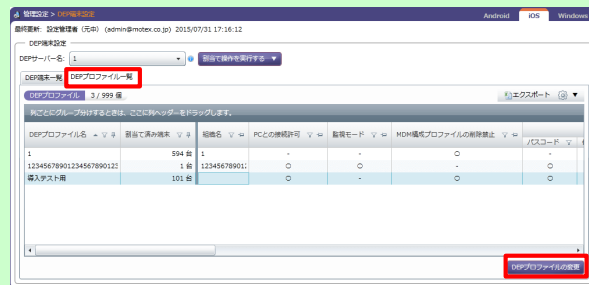 管理設定 > DEP端末設定
Android iOS Windows
最終更新: 設定管理者 (元中) (admin@motex.co.jp) 2015/07/31 17:16:12
DEP端末設定
DEPサーバー名: 1 割当て操作を実行する ▼
DEP端末一覧 DEPプロファイル一覧
DEPプロファイル 3 / 999 個 エクスポート
列ごとにグループ分けするときは、ここに列ヘッダーをドラッグします。
DEPプロファイル名 割当て済み端末 組織名 PCとの接続許可 監視モード MDM構成プロファイルの削除禁止
パスコード
1 594 台 1 - - ○ -
12345678901234567890123 1 台 12345678901 ○ ○ - ○
導入テスト用 101 台 ○ - ○ ○
DEPプロファイルの変更